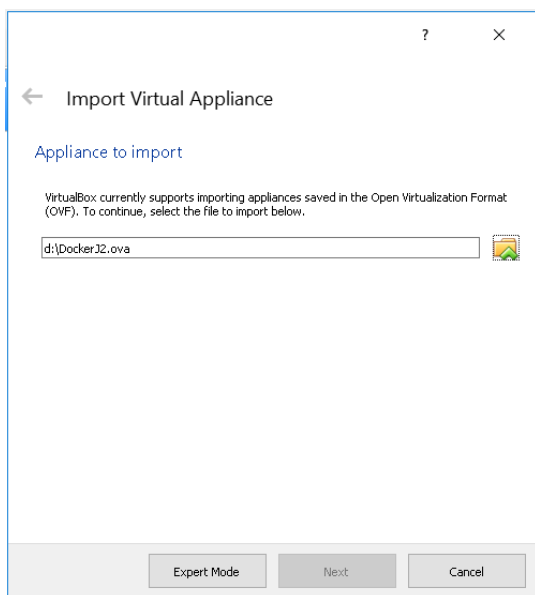 ?
Import Virtual Appliance
Appliance to import
VirtualBox currently supports importing appliances saved in the Open Virtualization Format
(OVF). To continue, select the file to import below.
d:\DockerJ2.ova
Expert Mode Next Cancel